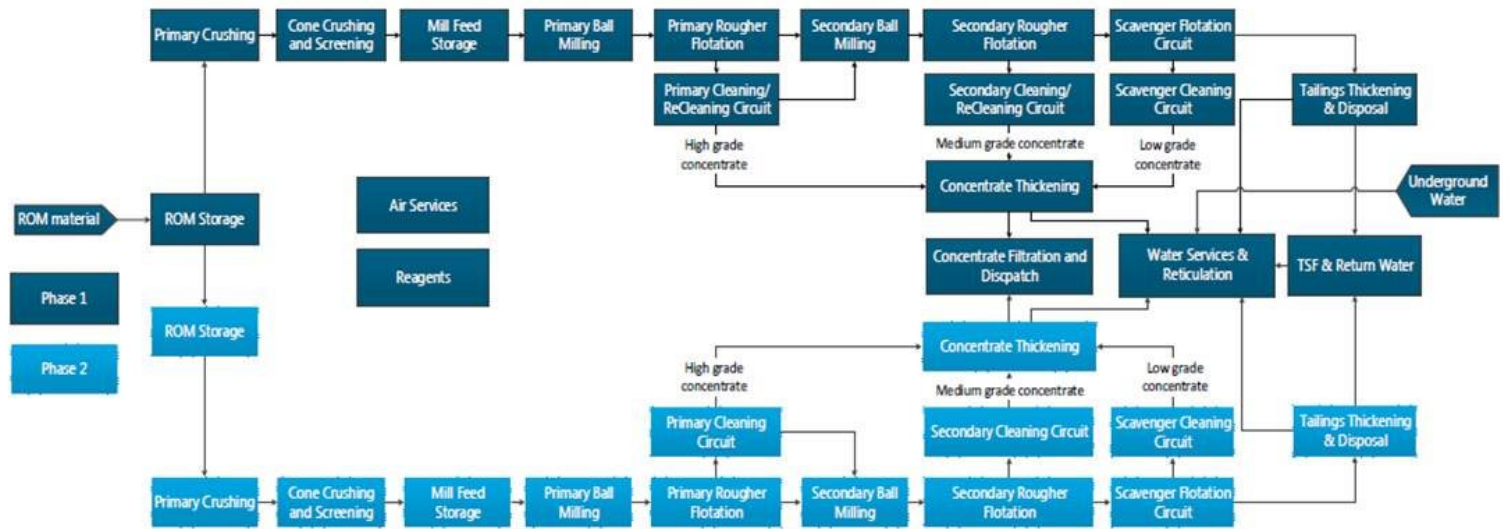 Primary Crushing
Cone Crushing
and Screening
Mill Feed
Storage
Primary Ball
Milling
Primary Rougher
Flotation
Secondary Ball
Milling
Secondary Rougher
Flotation
Scavenger Flotation
Circuit
Primary Cleaning/
ReCleaning Circuit
Secondary Cleaning/
ReCleaning Circuit
Scavenger Cleaning
Circuit
Tailings Thickening
& Disposal
High grade
concentrate
Medium grade concentrate
Low grade
concentrate
Concentrate Thickening
Underground
Water
ROM material
ROM Storage
Air Services
Reagents
Concentrate Filtration and
Discpatch
Water Services &
Reticulation
TSF & Return Water
Phase 1
ROM Storage
Phase 2
Concentrate Thickening
High grade
concentrate
Medium grade concentrate
Low grade
concentrate
Primary Cleaning
Circuit
Secondary Cleaning Circuit
Scavenger Cleaning
Circuit
Tailings Thickening
& Disposal
Primary Crushing
Cone Crushing
and Screening
Mill Feed
Storage
Primary Ball
Milling
Primary Rougher
Flotation
Secondary Ball
Milling
Secondary Rougher
Flotation
Scavenger Flotation
Circuit